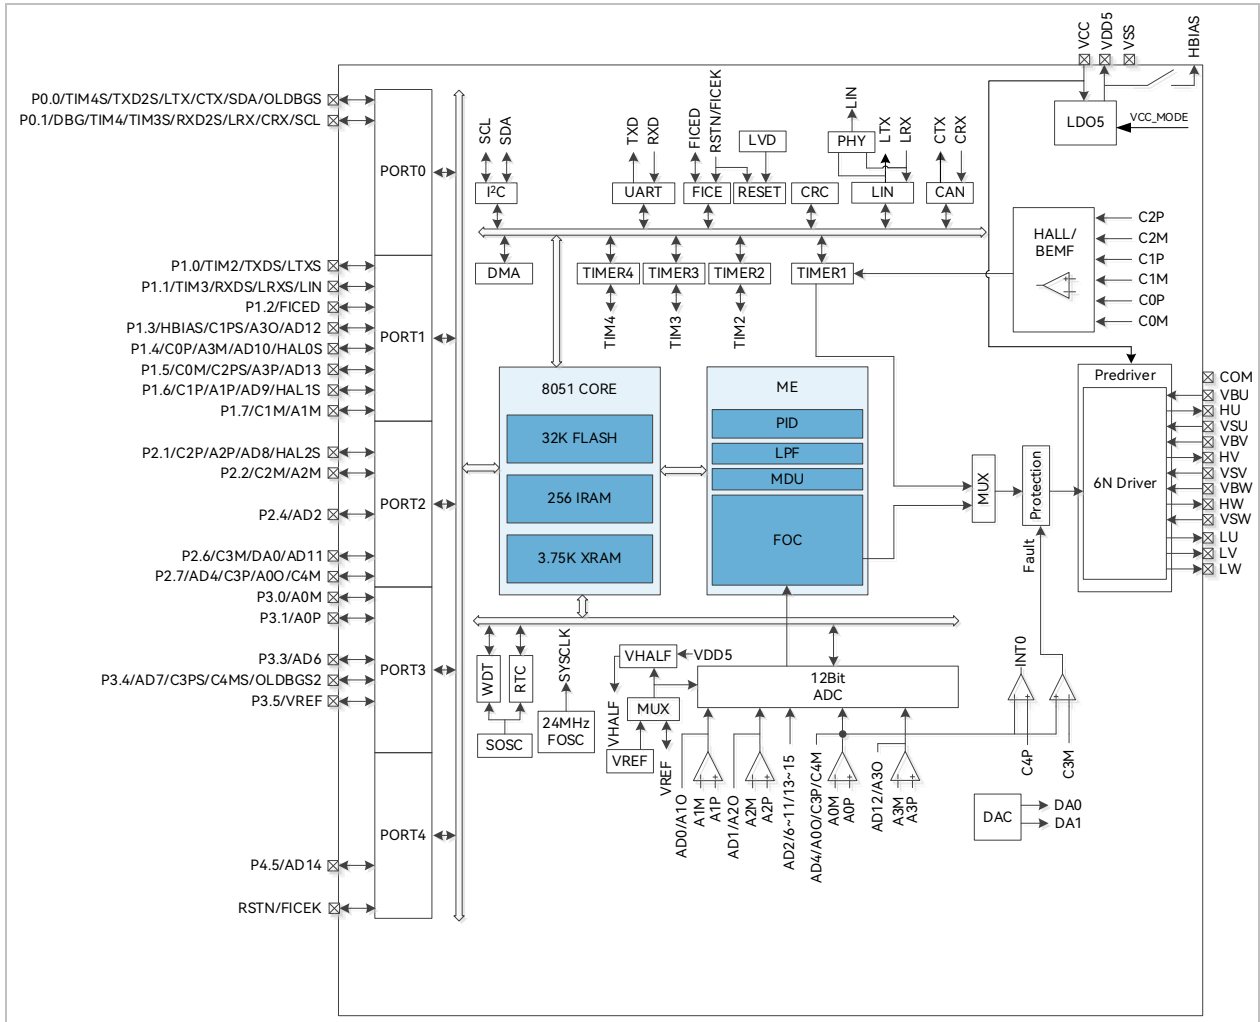 VCC
VDD5
VSS
HBIAS
P0.0/TIM4S/TXD2S/LTX/CTX/SDA/OLDBGS
P0.1/DBG/TIM4/TIM3S/RXD2S/LRX/CRX/SCL
PORT0
SCL
SDA
I²C
TXD
RXD
UART
FICED
RSTN/FICEK
FICE
LVD
RESET
CRC
LIN
PHY
LTX
LRX
LIN
CTX
CRX
CAN
LDO5
VCC_MODE
DMA
TIMER4
TIMER3
TIMER2
TIMER1
TIM4
TIM3
TIM2
HALL/
BEMF
C2P
C2M
C1P
C1M
C0P
C0M
P1.0/TIM2/TXDS/LTXS
P1.1/TIM3/RXDS/LRXS/LIN
P1.2/FICED
P1.3/HBIAS/C1PS/A3O/AD12
P1.4/C0P/A3M/AD10/HAL0S
P1.5/C0M/C2PS/A3P/AD13
P1.6/C1P/A1P/AD9/HAL1S
P1.7/C1M/A1M
PORT1
P2.1/C2P/A2P/AD8/HAL2S
P2.2/C2M/A2M
P2.4/AD2
P2.6/C3M/DA0/AD11
P2.7/AD4/C3P/A0O/C4M
PORT2
8051 CORE
32K FLASH
256 IRAM
3.75K XRAM
ME
PID
LPF
MDU
FOC
MUX
Protection
Fault
Predriver
6N Driver
COM
VBU
HU
VSU
VBV
HV
VSV
VBW
HW
VSW
LU
LV
LW
P3.0/A0M
P3.1/A0P
P3.3/AD6
P3.4/AD7/C3PS/C4MS/OLDBGS2
P3.5/VREF
PORT3
WDT
RTC
SOSC
SYSCLK
24MHz
FOSC
VHALF
VDD5
VHALF
MUX
VREF
VREF
12Bit
ADC
AD0/A1O
A1M
A1P
AD1/A2O
A2M
A2P
AD2/6~11/13~15
AD4/A0O/C3P/C4M
A0M
A0P
AD12/A3O
A3M
A3P
INT0
C4P
C3M
DAC
DA0
DA1
PORT4
P4.5/AD14
RSTN/FICEK